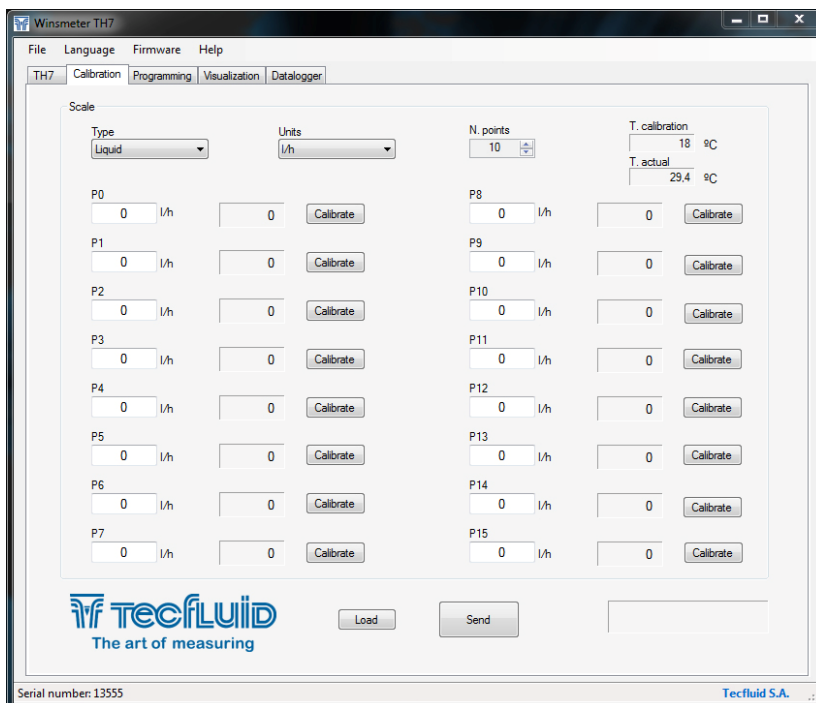 Winsmeter TH7
File Language Firmware Help
TH7 Calibration Programming Visualization Datalogger
Scale
Type Units N. points T. calibration
Liquid l/h 10 18 ºC
T. actual
29,4 ºC
P0 P8
0 l/h 0 Calibrate 0 l/h 0 Calibrate
P1 P9
0 l/h 0 Calibrate 0 l/h 0 Calibrate
P2 P10
0 l/h 0 Calibrate 0 l/h 0 Calibrate
P3 P11
0 l/h 0 Calibrate 0 l/h 0 Calibrate
P4 P12
0 l/h 0 Calibrate 0 l/h 0 Calibrate
P5 P13
0 l/h 0 Calibrate 0 l/h 0 Calibrate
P6 P14
0 l/h 0 Calibrate 0 l/h 0 Calibrate
P7 P15
0 l/h 0 Calibrate 0 l/h 0 Calibrate
TECFLUID
The art of measuring
Load Send
Serial number: 13555 Tecfluid S.A.